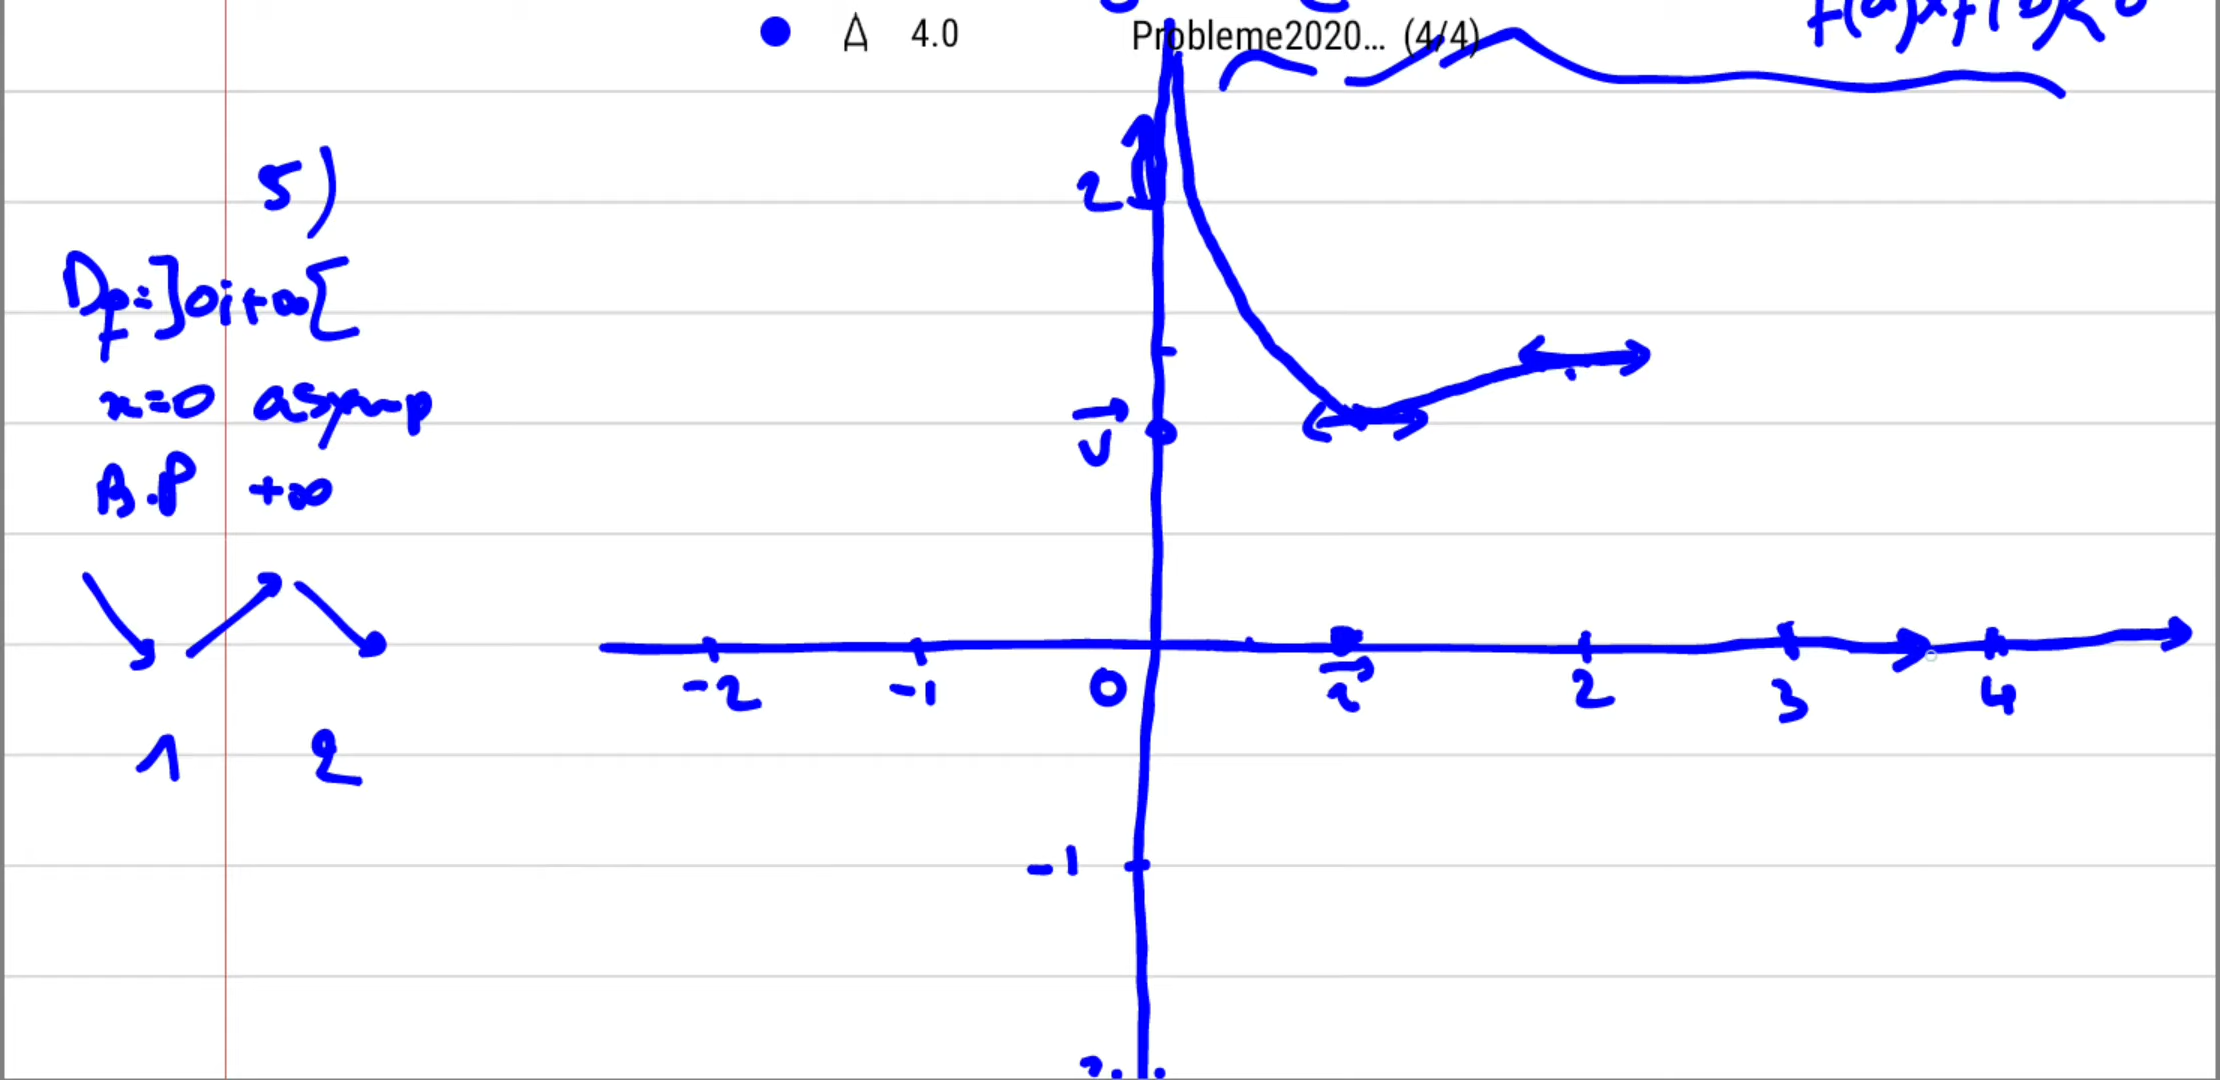 4.0 Probleme2020... (4/4)
f(a)×f(b)<0
5)
Df=]0;+∞[
x=0 asymp
B.P +∞
1 2
2
v
-2 -1 0 i 2 3 4
-1